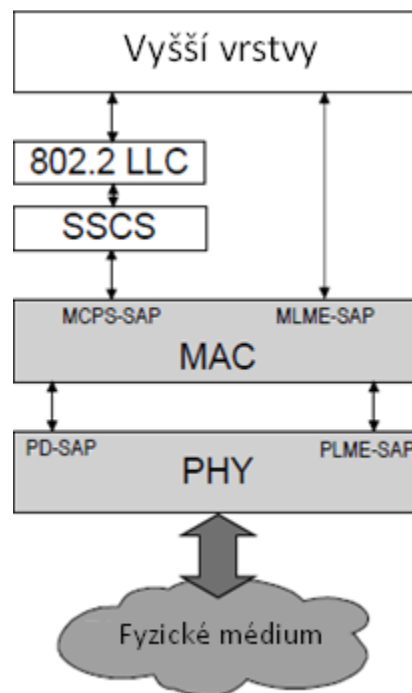 Vyšší vrstvy
802.2 LLC
SSCS
MCPS-SAP MLME-SAP
MAC
PD-SAP PLME-SAP
PHY
Fyzické médium